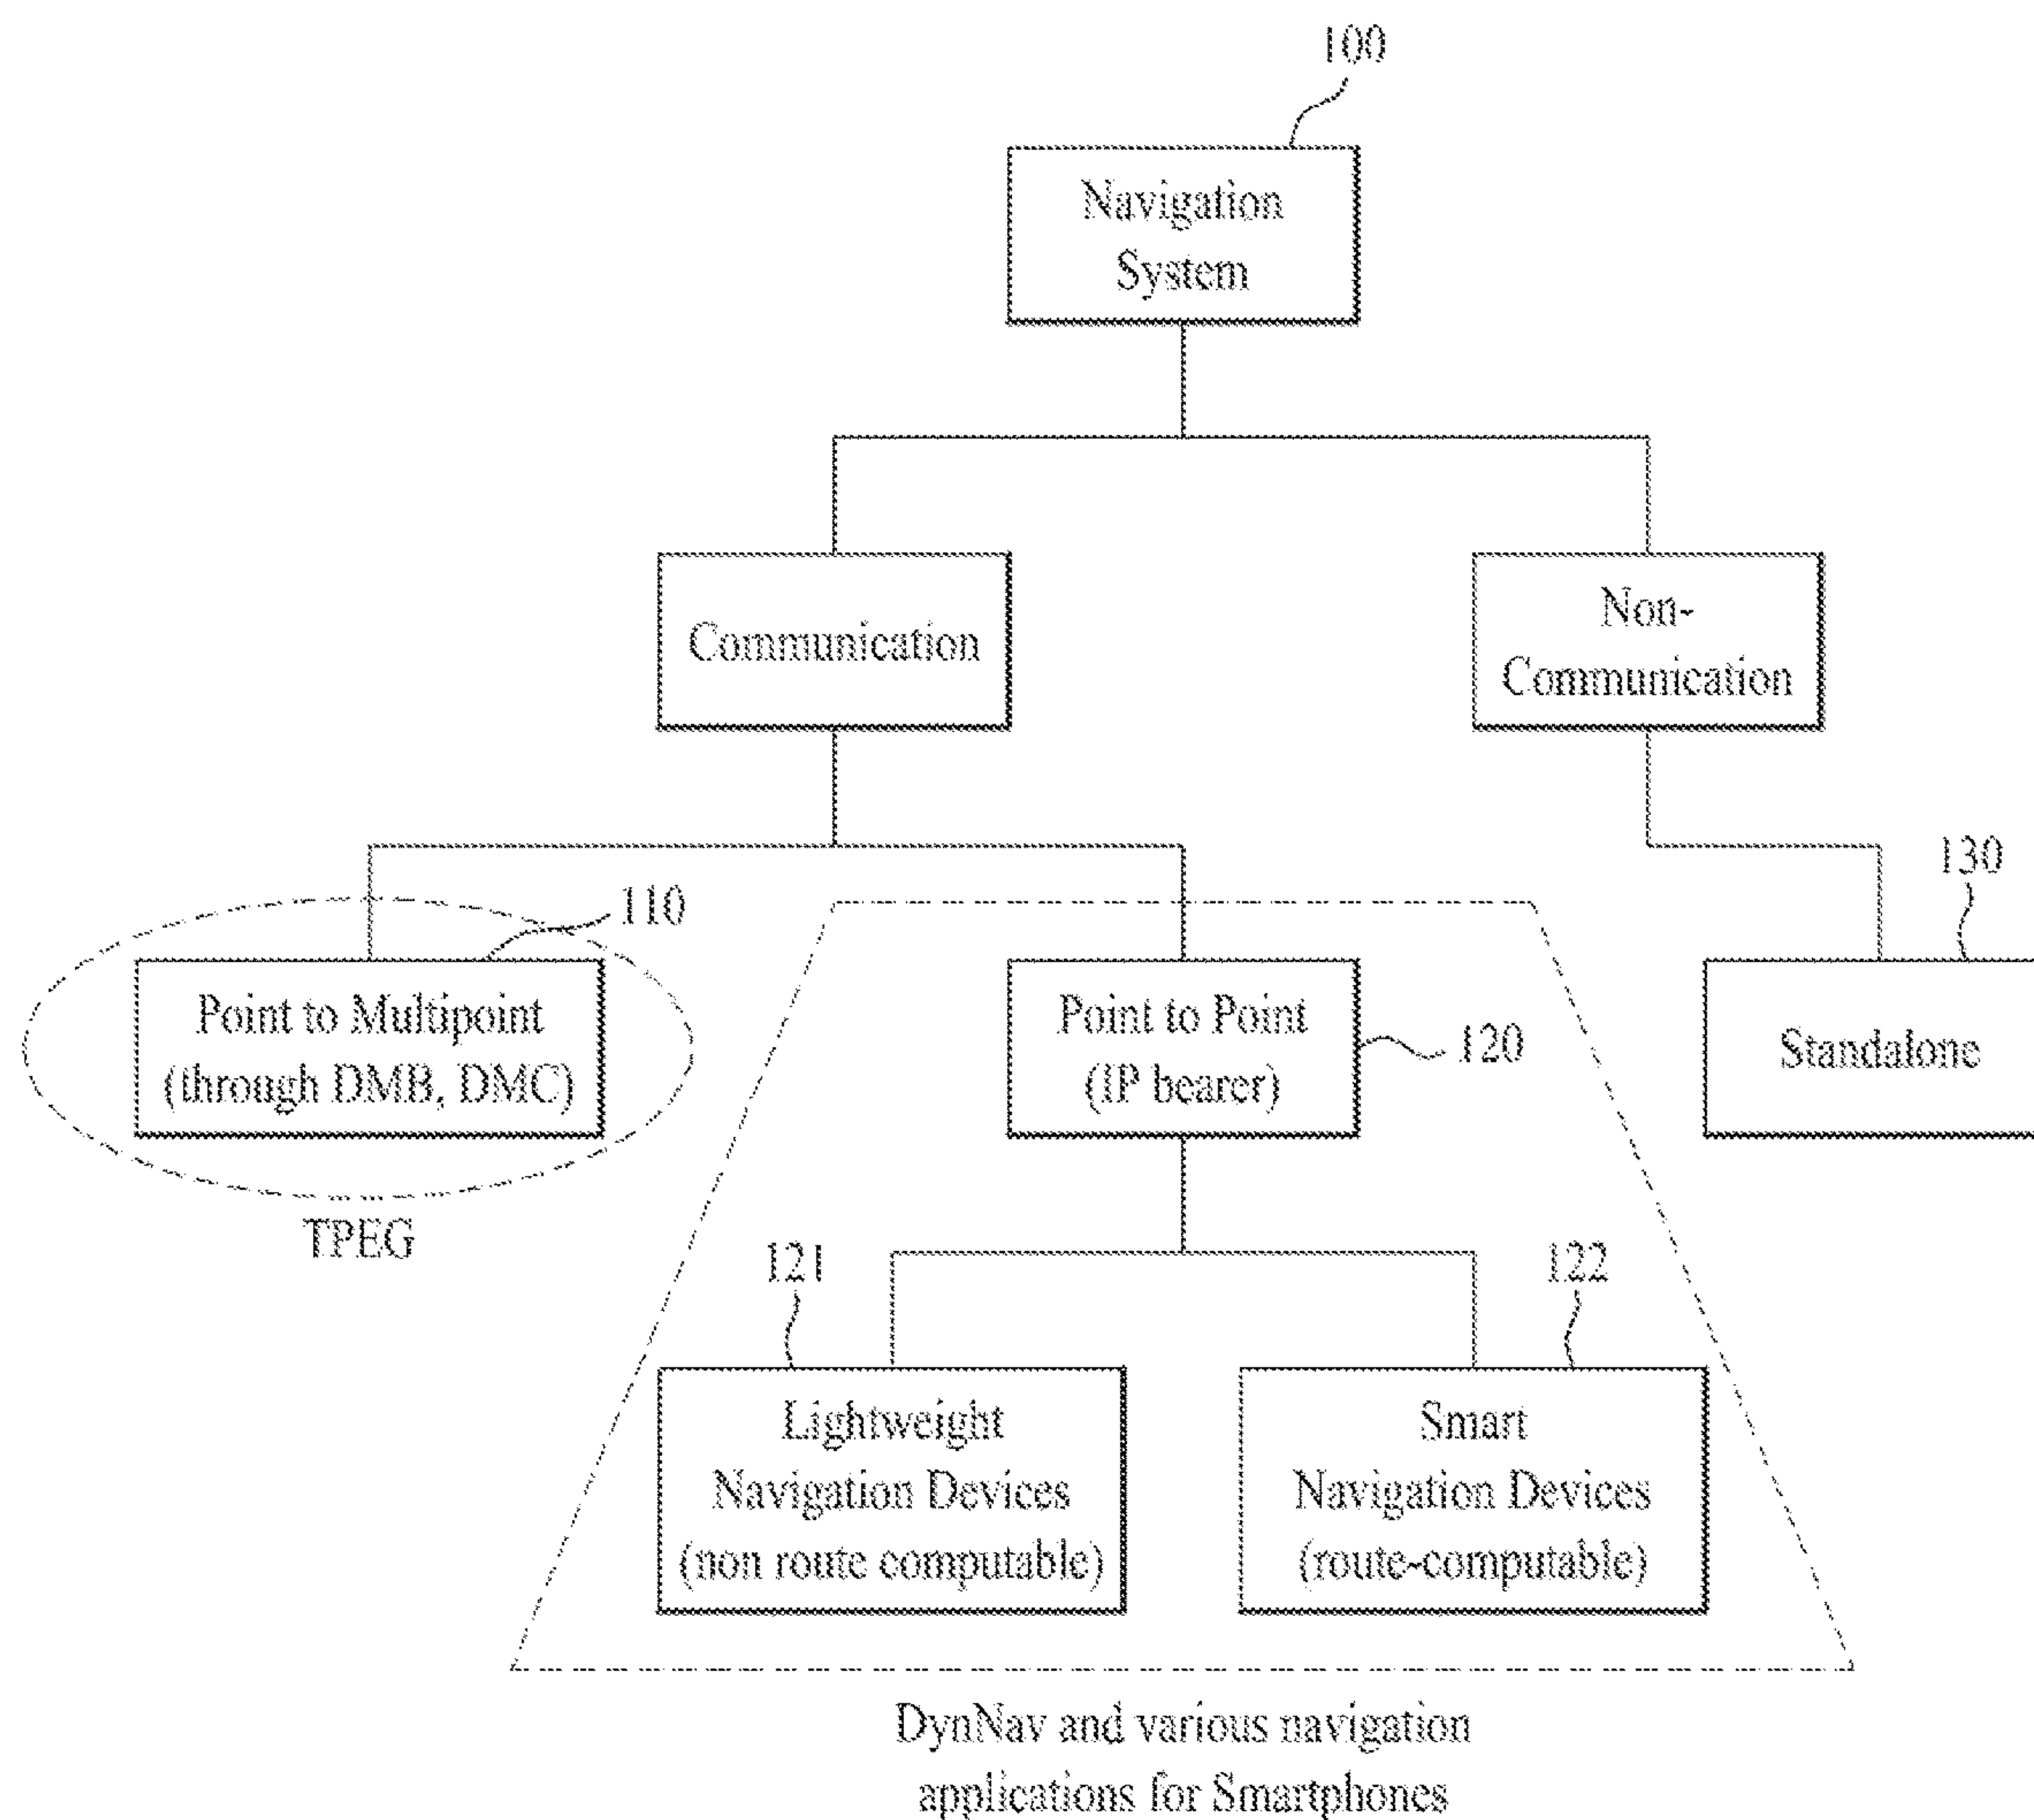 100
Navigation
System
Communication
Non-
Communication
110
130
Point to Multipoint
(through DMB, DMC)
Point to Point
(IP bearer)
120
Standalone
TPEG
121
122
Lightweight
Navigation Devices
(non route computable)
Smart
Navigation Devices
(route-computable)
DynNav and various navigation
applications for Smartphones